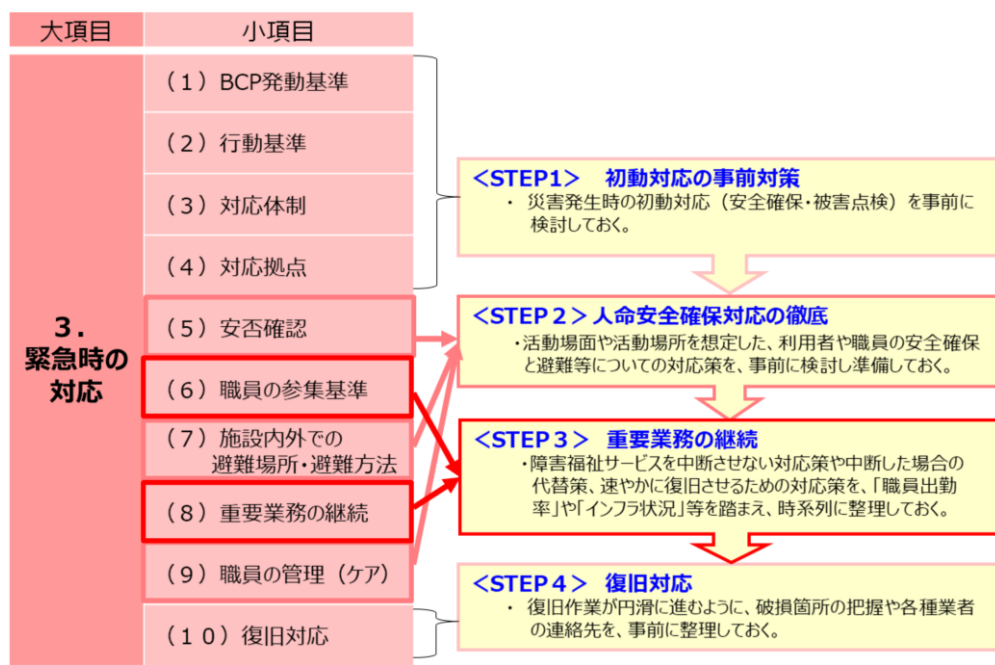 大項目
小項目
3．
緊急時の
対応
（１）BCP発動基準
（２）行動基準
（３）対応体制
（４）対応拠点
（５）安否確認
（６）職員の参集基準
（７）施設内外での
避難場所・避難方法
（８）重要業務の継続
（９）職員の管理（ケア）
（１０）復旧対応
＜STEP1＞　初動対応の事前対策
・ 災害発生時の初動対応（安全確保・被害点検）を事前に
検討しておく。
＜STEP２＞人命安全確保対応の徹底
・活動場面や活動場所を想定した、利用者や職員の安全確保
と避難等についての対応策を、事前に検討し準備しておく。
＜STEP３＞ 重要業務の継続
・障害福祉サービスを中断させない対応策や中断した場合の
代替策、速やかに復旧させるための対応策を、「職員出勤
率」や「インフラ状況」等を踏まえ、時系列に整理しておく。
＜STEP４＞ 復旧対応
・ 復旧作業が円滑に進むように、破損箇所の把握や各種業者
の連絡先を、事前に整理しておく。